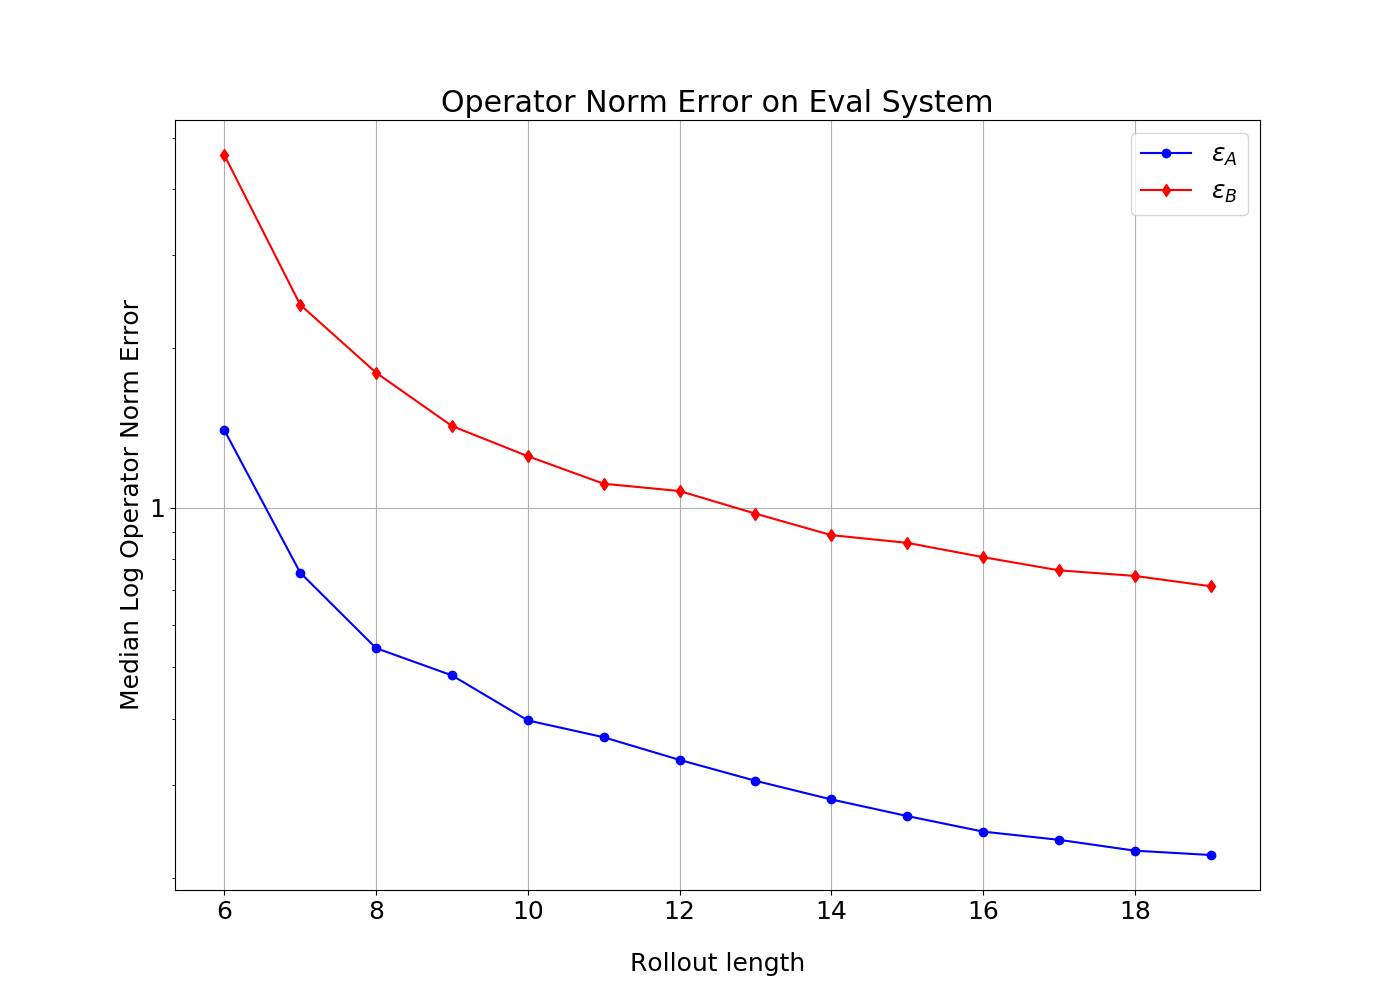 Operator Norm Error on Eval System
ε_A
ε_B
Median Log Operator Norm Error
1
6 8 10 12 14 16 18
Rollout length